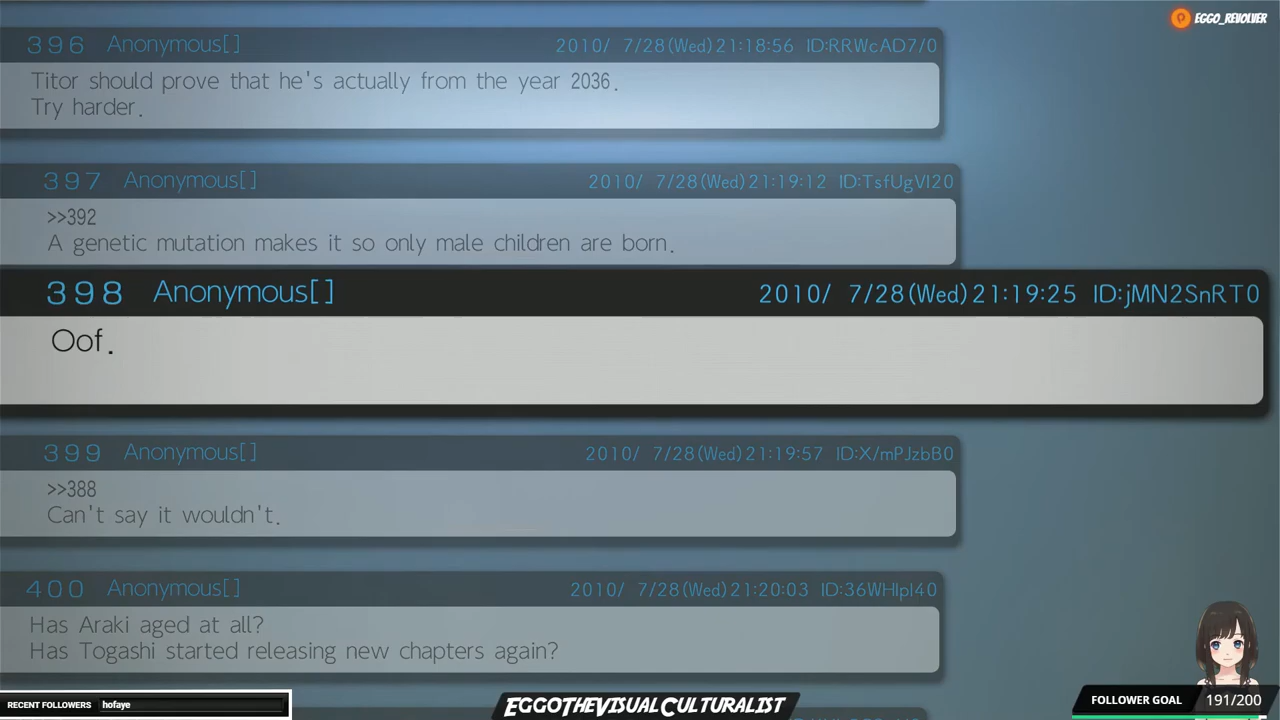 EGGO_REVOLVER
396 Anonymous[] 2010/ 7/28(Wed)21:18:56 ID:RRWcAD7/0
Titor should prove that he's actually from the year 2036.
Try harder.
397 Anonymous[] 2010/ 7/28(Wed)21:19:12 ID:TsfUgVI20
>>392
A genetic mutation makes it so only male children are born.
398 Anonymous[] 2010/ 7/28(Wed)21:19:25 ID:jMN2SnRT0
Oof.
399 Anonymous[] 2010/ 7/28(Wed)21:19:57 ID:X/mPJzbB0
>>388
Can't say it wouldn't.
400 Anonymous[] 2010/ 7/28(Wed)21:20:03 ID:36WHIpI40
Has Araki aged at all?
Has Togashi started releasing new chapters again?
RECENT FOLLOWERS hofaye
EGGOTHEVISUALCULTURALIST
FOLLOWER GOAL 191/200